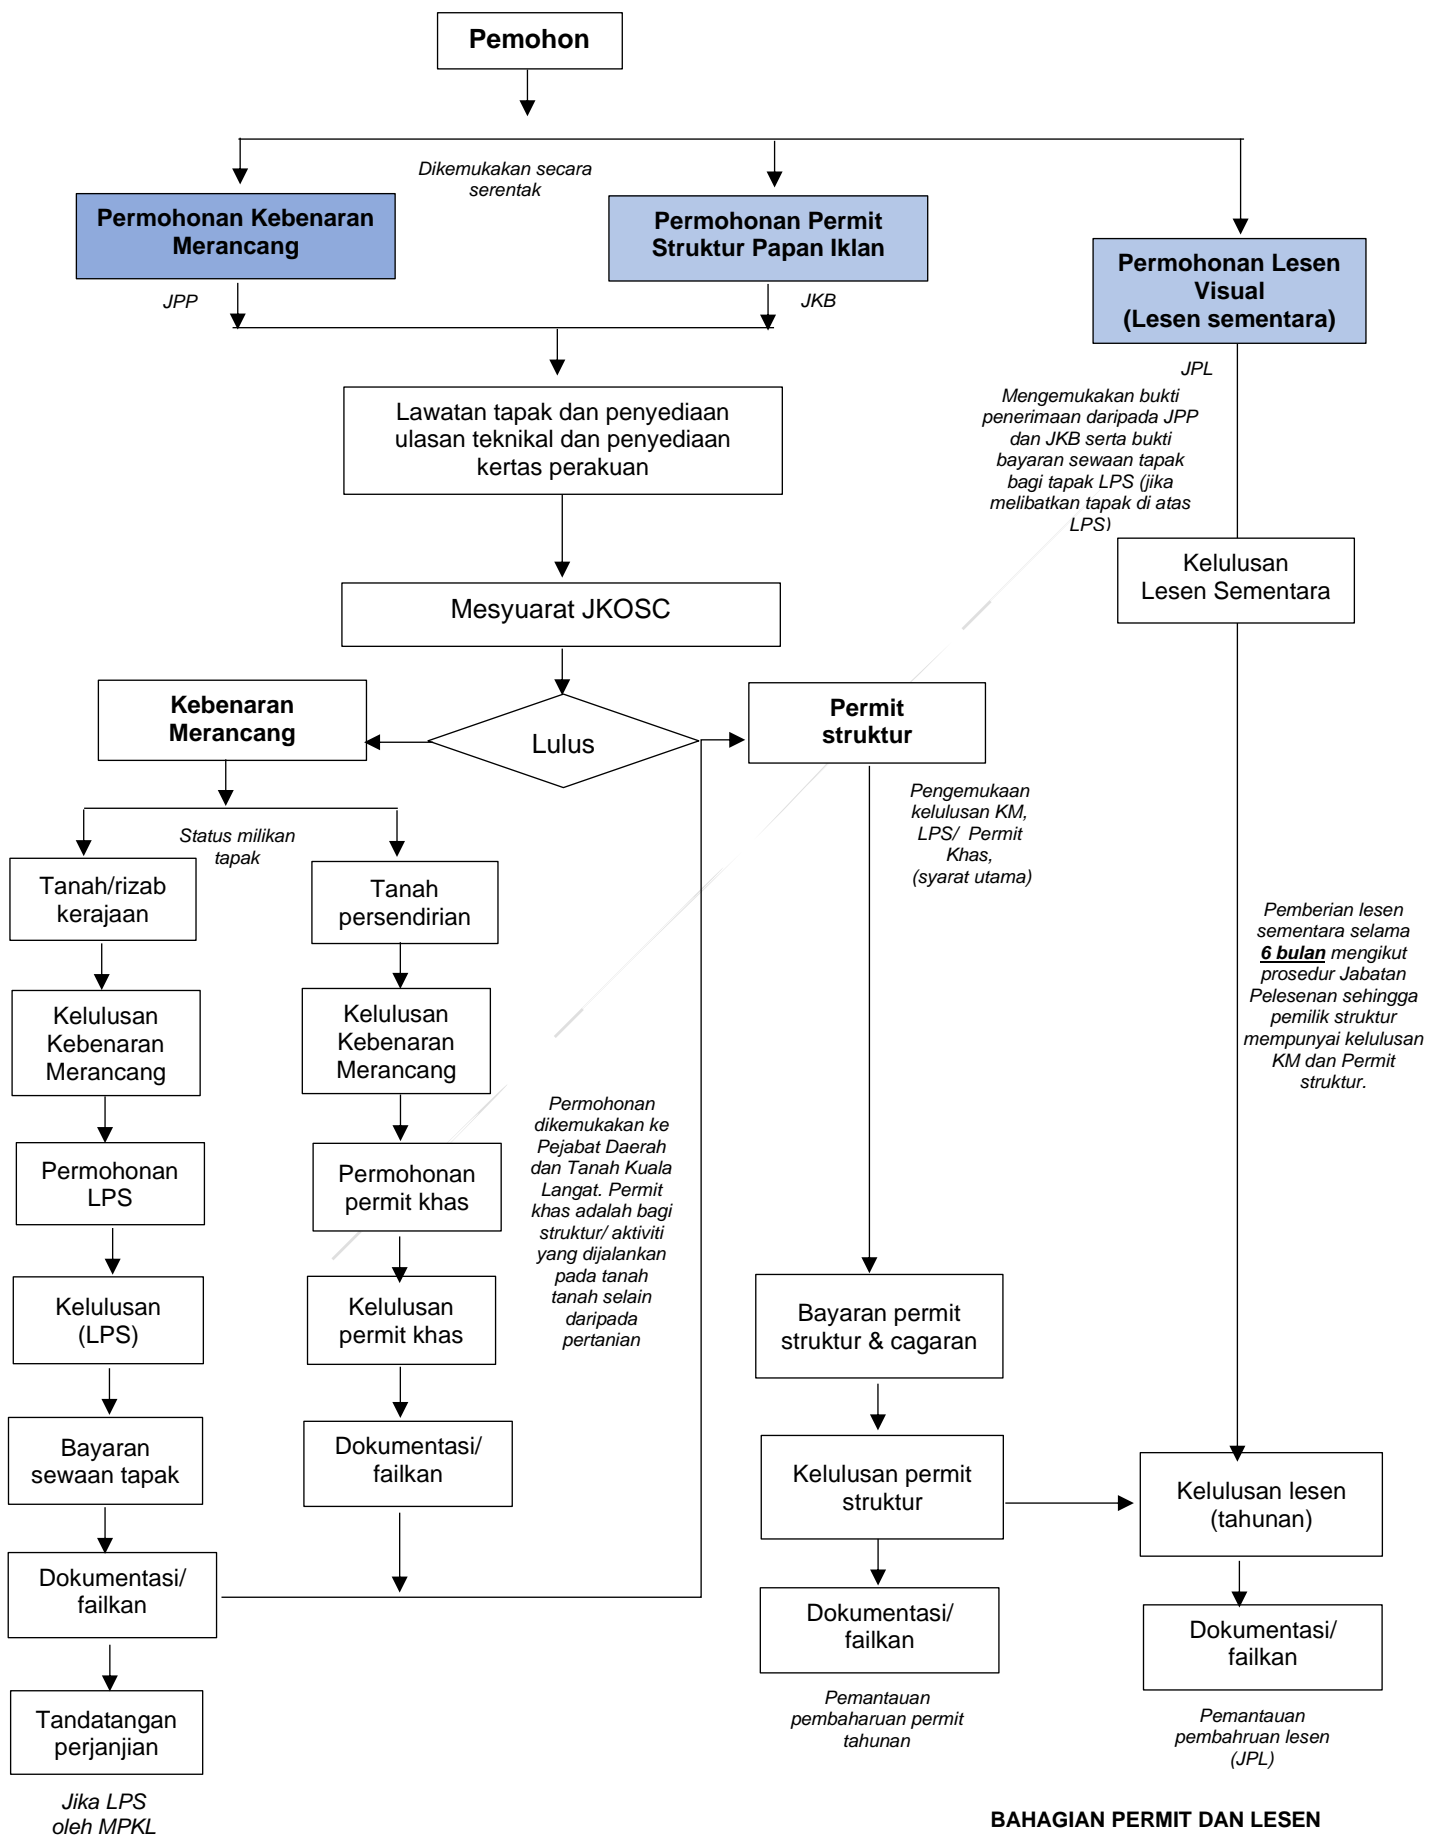 Pemohon
Dikemukakan secara
serentak
Permohonan Kebenaran
Merancang
Permohonan Permit
Struktur Papan Iklan
Permohonan Lesen
Visual
(Lesen sementara)
JPP
JKB
JPL
Mengemukakan bukti
penerimaan daripada JPP
dan JKB serta bukti
bayaran sewaan tapak
bagi tapak LPS (jika
melibatkan tapak di atas
LPS)
Lawatan tapak dan penyediaan
ulasan teknikal dan penyediaan
kertas perakuan
Kelulusan
Lesen Sementara
Mesyuarat JKOSC
Kebenaran
Merancang
Lulus
Permit
struktur
Status milikan
tapak
Pengemukaan
kelulusan KM,
LPS/ Permit
Khas,
(syarat utama)
Tanah/rizab
kerajaan
Tanah
persendirian
Pemberian lesen
sementara selama
6 bulan mengikut
prosedur Jabatan
Pelesenan sehingga
pemilik struktur
mempunyai kelulusan
KM dan Permit
struktur.
Kelulusan
Kebenaran
Merancang
Kelulusan
Kebenaran
Merancang
Permohonan
dikemukakan ke
Pejabat Daerah
dan Tanah Kuala
Langat. Permit
khas adalah bagi
struktur/ aktiviti
yang dijalankan
pada tanah
tanah selain
daripada
pertanian
Permohonan
LPS
Permohonan
permit khas
Kelulusan
(LPS)
Kelulusan
permit khas
Bayaran permit
struktur & cagaran
Bayaran
sewaan tapak
Dokumentasi/
failkan
Kelulusan permit
struktur
Kelulusan lesen
(tahunan)
Dokumentasi/
failkan
Dokumentasi/
failkan
Dokumentasi/
failkan
Tandatangan
perjanjian
Pemantauan
pembaharuan permit
tahunan
Pemantauan
pembahruan lesen
(JPL)
Jika LPS
oleh MPKL
BAHAGIAN PERMIT DAN LESEN